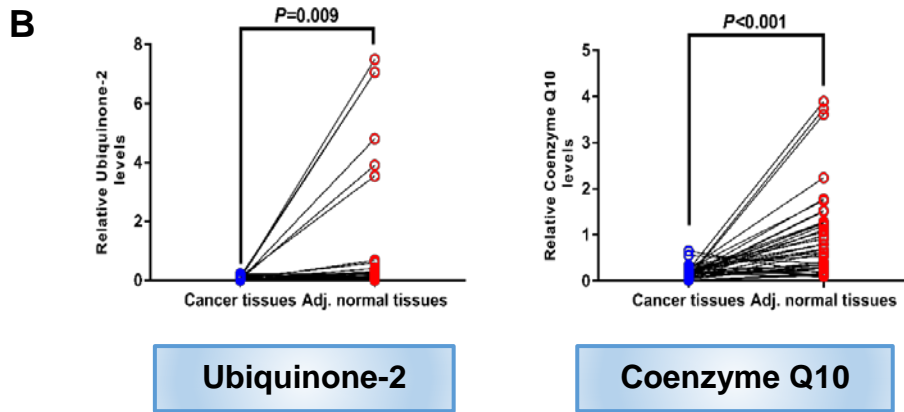 B
P=0.009
8
6
4
2
0
Relative Ubiquinone-2
levels
Cancer tissues Adj. normal tissues
Ubiquinone-2
P<0.001
5
4
3
2
1
0
Relative Coenzyme Q10
levels
Cancer tissues Adj. normal tissues
Coenzyme Q10